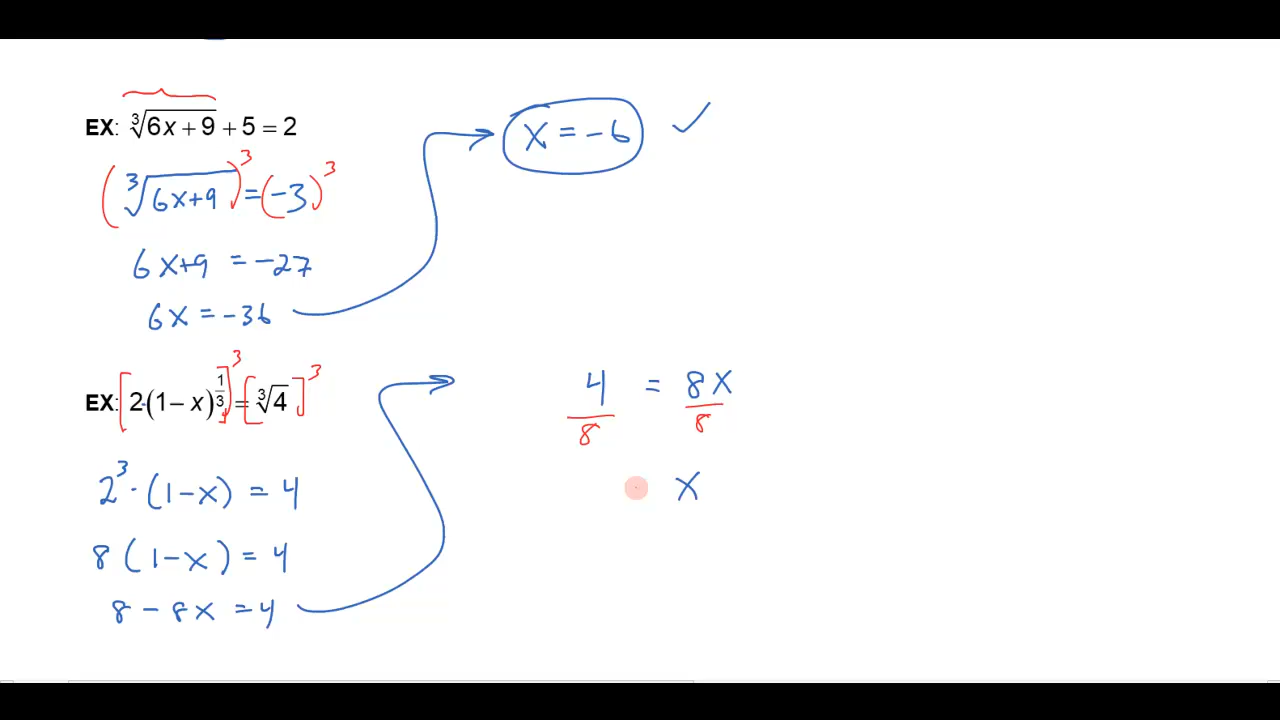 EX: ∛(6x + 9) + 5 = 2
(∛(6x+9))³ = (-3)³
6x+9 = -27
6x = -36
x = -6 ✓
EX: [2·(1 – x)^(1/3)]³ = [∛4]³
2³ · (1-x) = 4
8 (1-x) = 4
8 - 8x = 4
4/8 = 8x/8
x